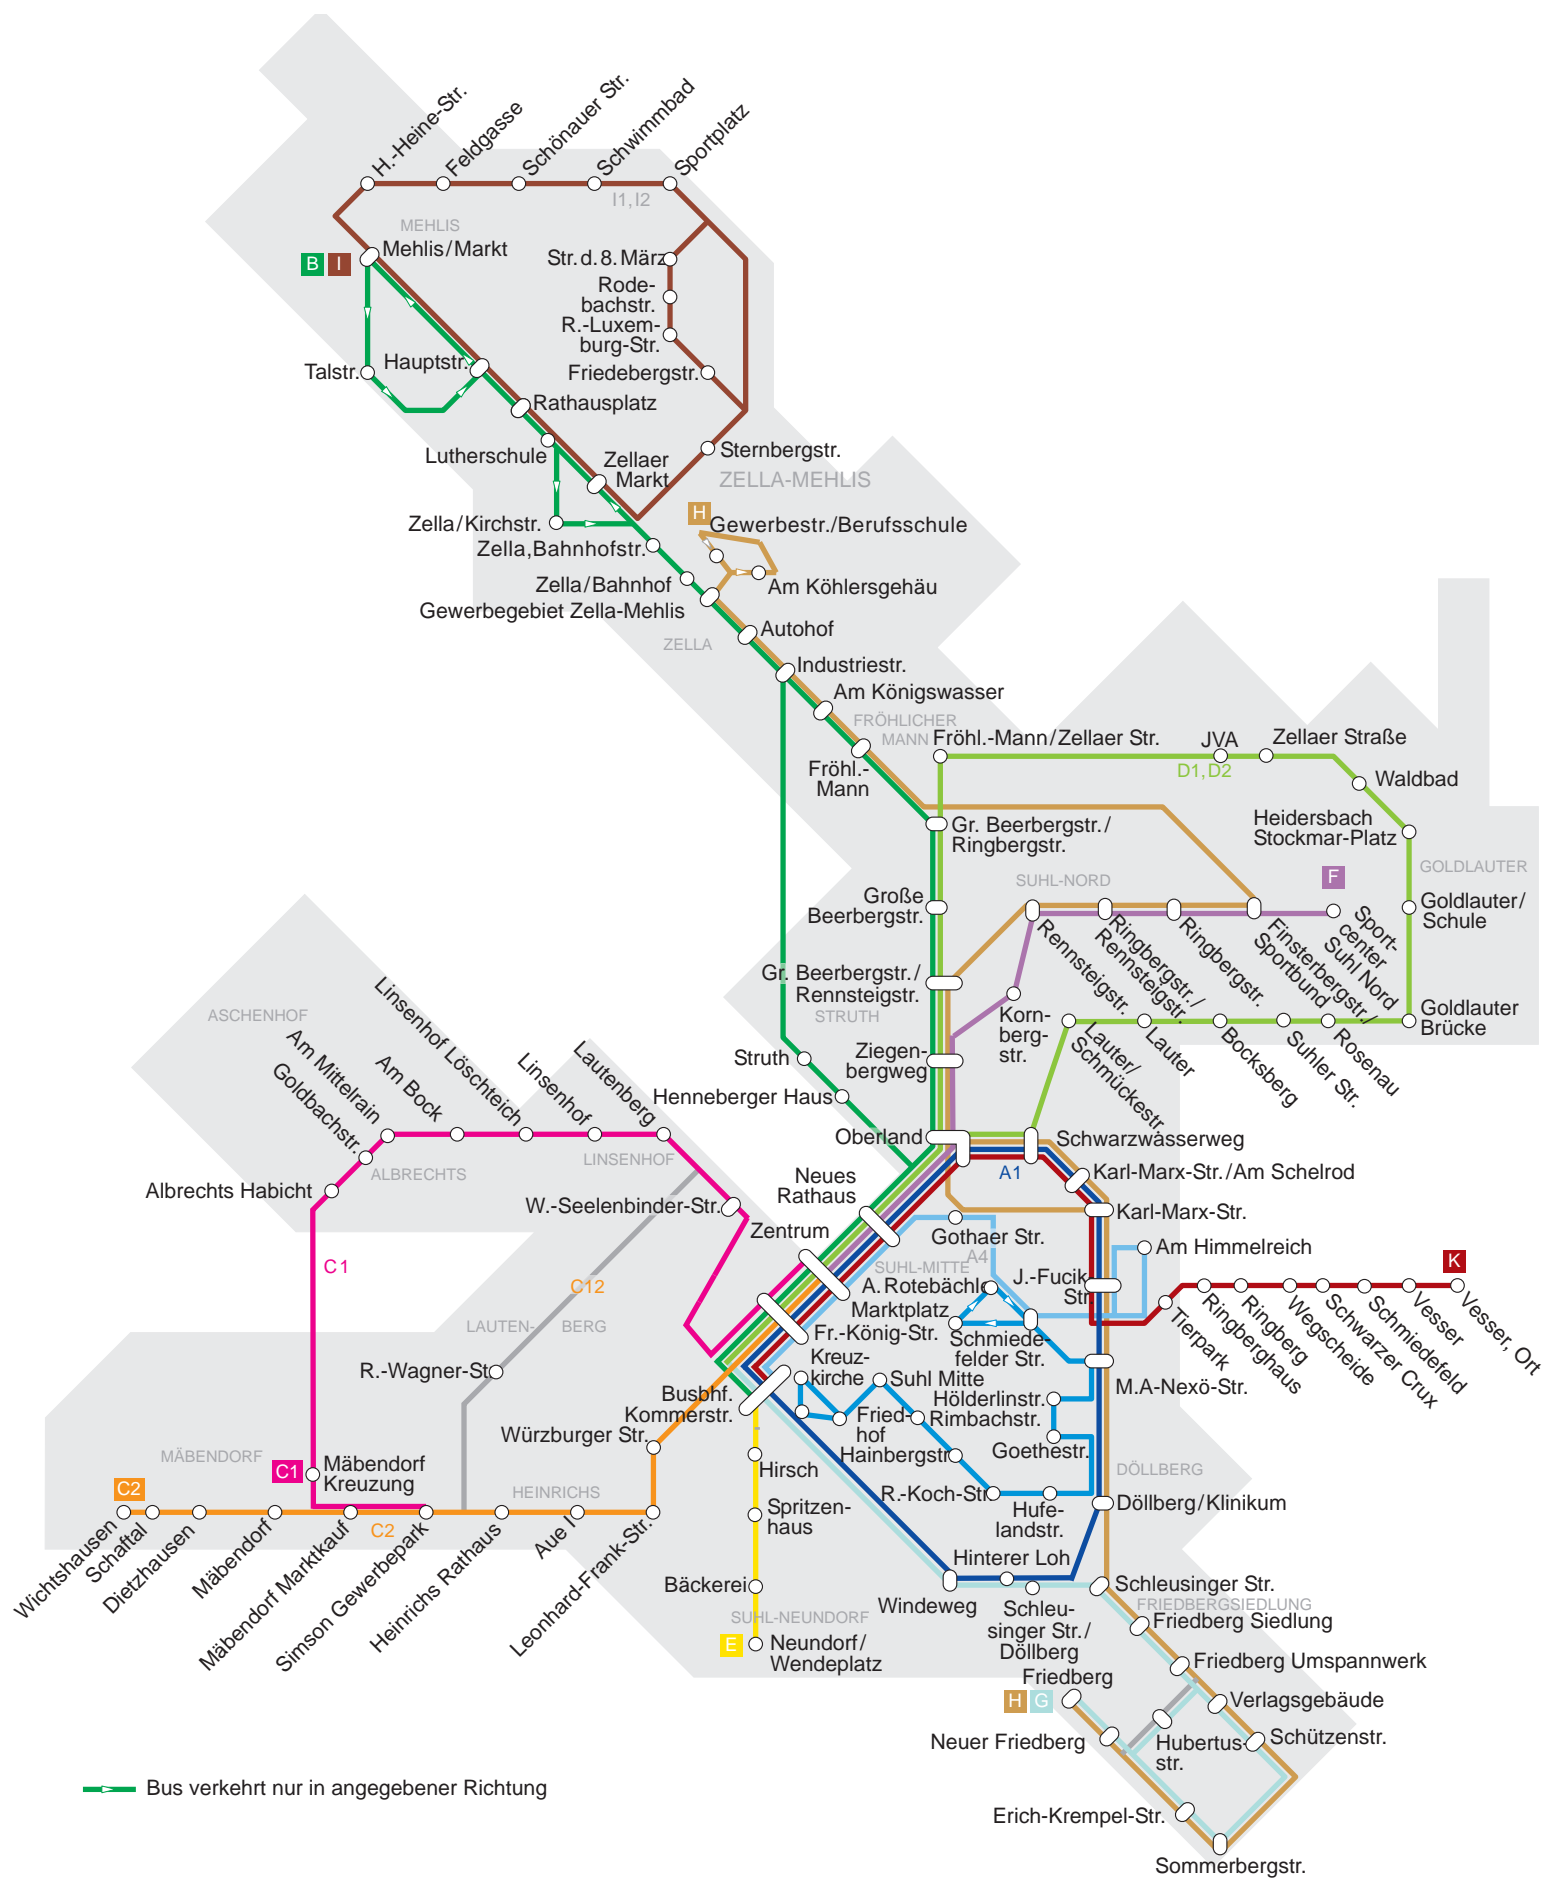 H.-Heine-Str.
Feldgasse
Schönauer Str.
Schwimmbad
Sportplatz
I1, I2
MEHLIS
Mehlis/Markt
B
I
Str. d. 8. März
Rode-
bachstr.
R.-Luxem-
burg-Str.
Friedebergstr.
Talstr.
Hauptstr.
Rathausplatz
Lutherschule
Zellaer
Markt
Sternbergstr.
ZELLA-MEHLIS
H
Gewerbestr./Berufsschule
Zella/Kirchstr.
Zella, Bahnhofstr.
Zella/Bahnhof
Am Köhlersgehäu
Gewerbegebiet Zella-Mehlis
ZELLA
Autohof
Industriestr.
Am Königswasser
FRÖHLICHER
MANN
Fröhl.-
Mann
Fröhl.-Mann/Zellaer Str.
JVA
D1, D2
Zellaer Straße
Waldbad
Heidersbach
Stockmar-Platz
GOLDLAUTER
Goldlauter/
Schule
Goldlauter
Brücke
Gr. Beerbergstr./
Ringbergstr.
SUHL-NORD
F
Große
Beerbergstr.
Rennsteigstr.
Ringbergstr./
Rennsteigstr.
Ringbergstr.
Finsterbergstr./
Sportbund
Sport-
center
Suhl Nord
Gr. Beerbergstr./
Rennsteigstr.
STRUTH
Korn-
berg-
str.
Lauter/
Schmückestr.
Lauter
Bocksberg
Suhler Str.
Rosenau
Struth
Ziegen-
bergweg
Henneberger Haus
Oberland
Schwarzwasserweg
A1
Karl-Marx-Str./Am Schelrod
Karl-Marx-Str.
Neues
Rathaus
Zentrum
ASCHENHOF
Am Mittelrain
Goldbachstr.
Am Bock
Linsenhof Löschteich
Linsenhof
Lautenberg
ALBRECHTS
LINSENHOF
Albrechts Habicht
W.-Seelenbinder-Str.
C1
C12
LAUTEN-
BERG
R.-Wagner-Str.
Gothaer Str.
A4
SUHL-MITTE
A. Rotebächle
Marktplatz
Fr.-König-Str.
Schmiede-
felder Str.
J.-Fucik
Str.
Am Himmelreich
K
Tierpark
Ringberghaus
Ringberg
Wegscheide
Schwarzer Crux
Schmiedefeld
Vesser
Vesser, Ort
M.A-Nexö-Str.
Kreuz-
kirche
Suhl Mitte
Hölderlinstr.
Rimbachstr.
Fried-
hof
Hainbergstr.
Goethestr.
R.-Koch-Str.
Hufe-
landstr.
DÖLLBERG
Döllberg/Klinikum
Busbhf.
Kommerstr.
Würzburger Str.
MÄBENDORF
C1
Mäbendorf
Kreuzung
HEINRICHS
C2
C2
Wichtshausen
Schaftal
Dietzhausen
Mäbendorf
Mäbendorf Marktkauf
Simson Gewerbepark
Heinrichs Rathaus
Aue I
Leonhard-Frank-Str.
Hirsch
Spritzen-
haus
Bäckerei
SUHL-NEUNDORF
E
Neundorf/
Wendeplatz
Hinterer Loh
Windeweg
Schleu-
singer Str./
Döllberg
Schleusinger Str.
FRIEDBERGSIEDLUNG
Friedberg Siedlung
Friedberg Umspannwerk
Friedberg
H
G
Verlagsgebäude
Neuer Friedberg
Hubertus-
str.
Schützenstr.
Erich-Krempel-Str.
Sommerbergstr.
Bus verkehrt nur in angegebener Richtung